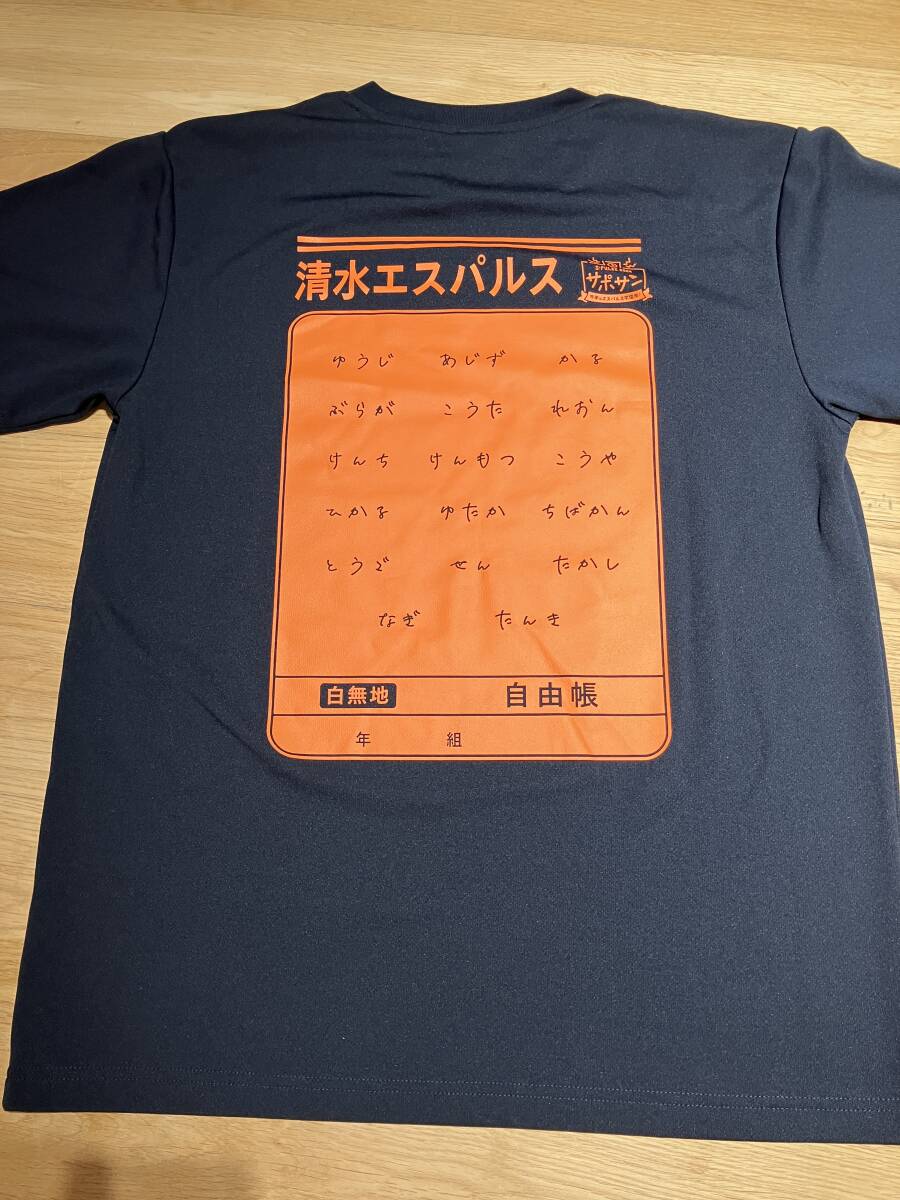 清水エスパルス
サポサン
ゆうじ あじず かる
ぶらが こうた れおん
けんち けんもつ こうや
ひかる ゆたか ちばかん
とうご せん たかし
なぎ たんき
白無地 自由帳
年 組